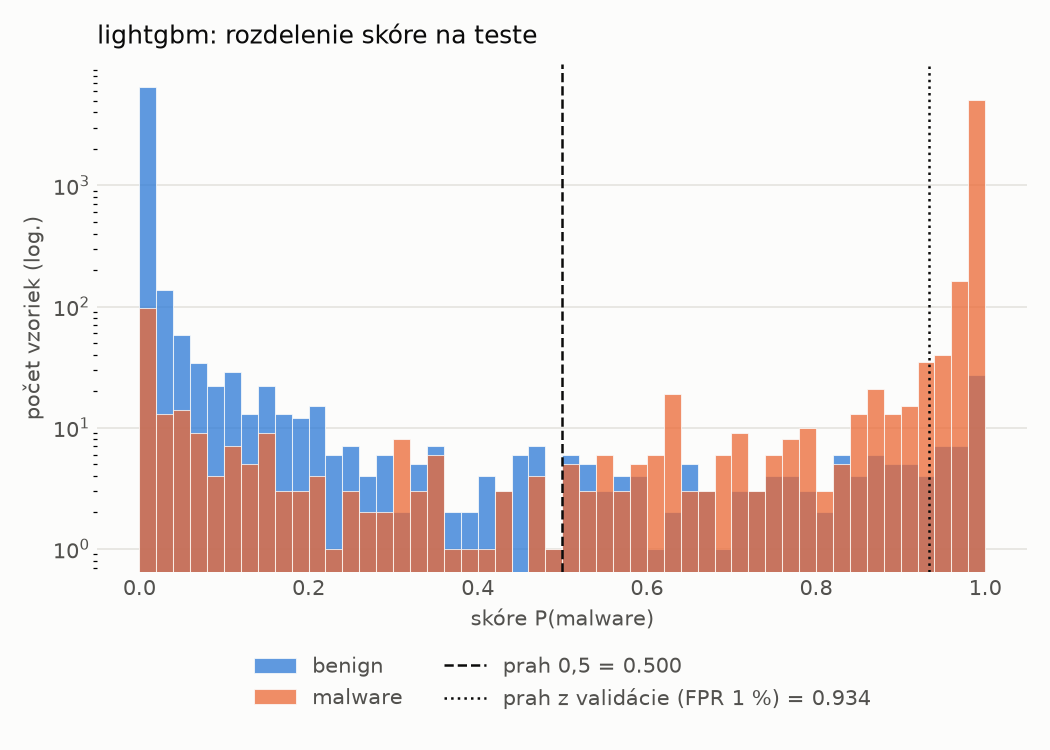 lightgbm: rozdelenie skóre na teste
počet vzoriek (log.)
10³
10²
10¹
10⁰
0.0 0.2 0.4 0.6 0.8 1.0
skóre P(malware)
benign
malware
prah 0,5 = 0.500
prah z validácie (FPR 1 %) = 0.934